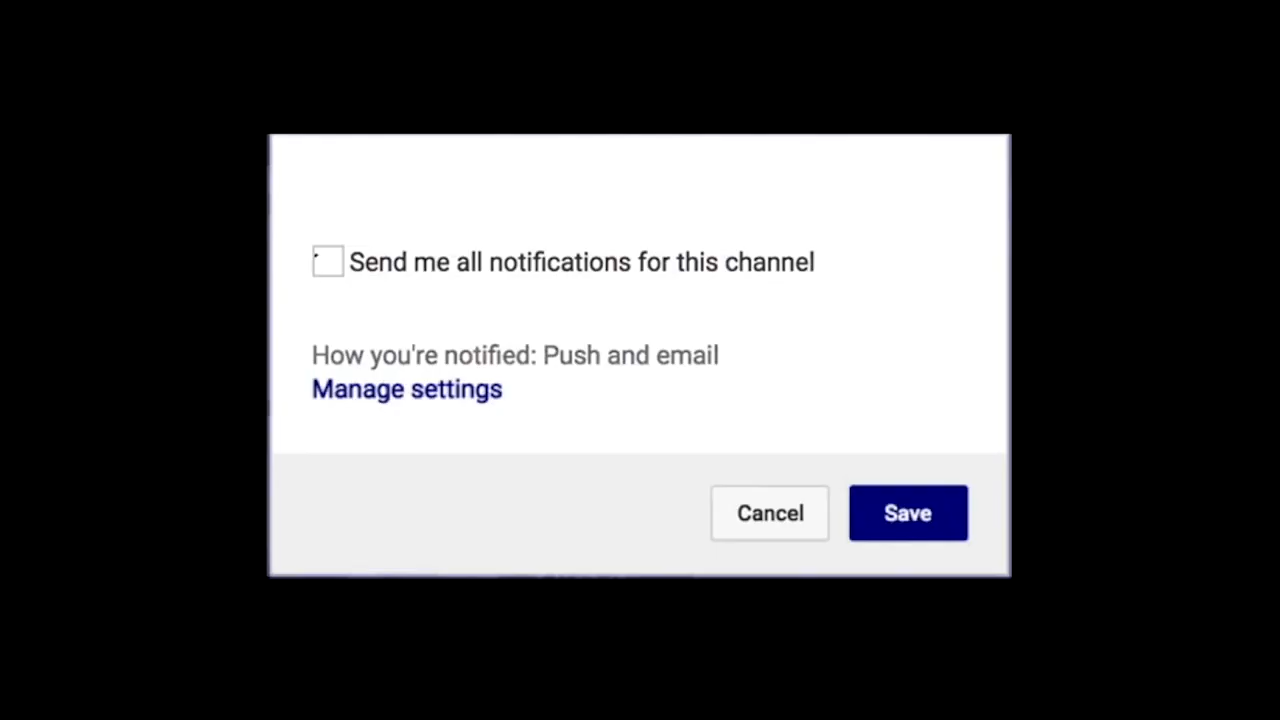 Send me all notifications for this channel
How you're notified: Push and email
Manage settings
Cancel
Save